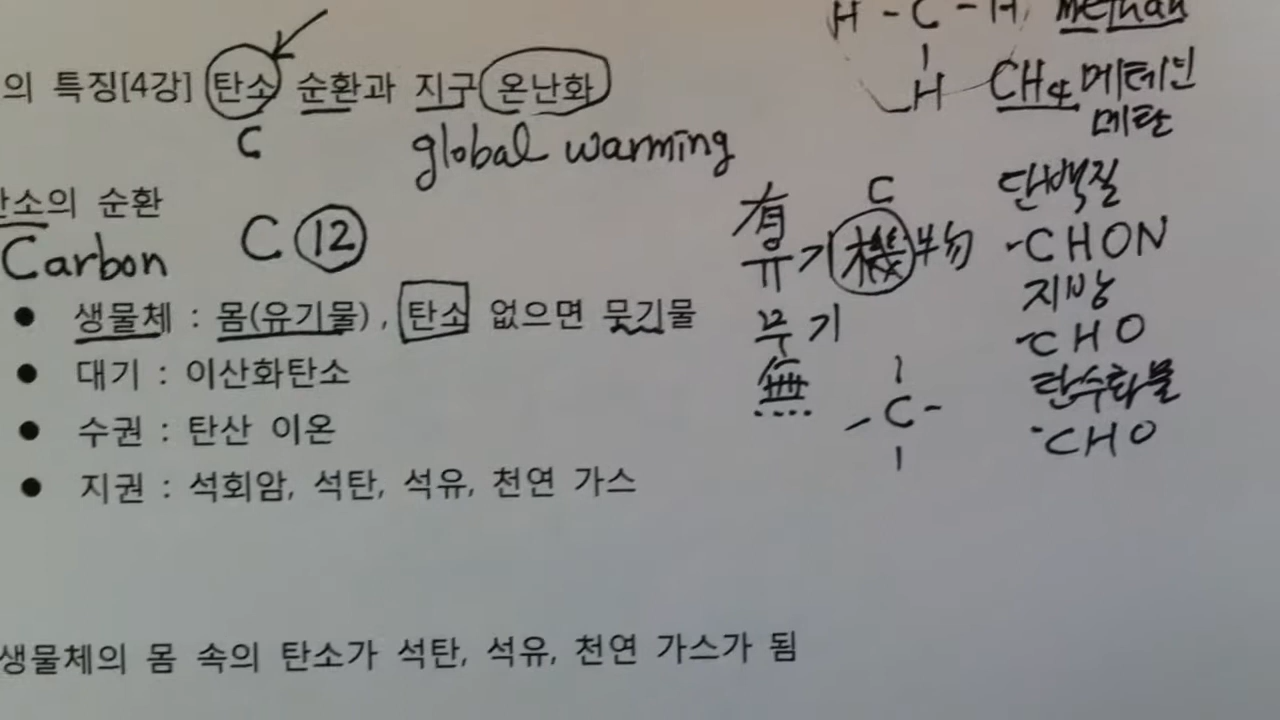 의 특징[4강] 탄소 순환과 지구 온난화
C
global warming
탄소의 순환
Carbon
C 12
● 생물체 : 몸(유기물), 탄소 없으면 무기물
● 대기 : 이산화탄소
● 수권 : 탄산 이온
● 지권 : 석회암, 석탄, 석유, 천연 가스
생물체의 몸 속의 탄소가 석탄, 석유, 천연 가스가 됨
H - C - H
H
methan
CH4 메테인
메탄
有
C
유기 機 物
무기
無
C
단백질
-CHON
지방
-CHO
탄수화물
-CHO